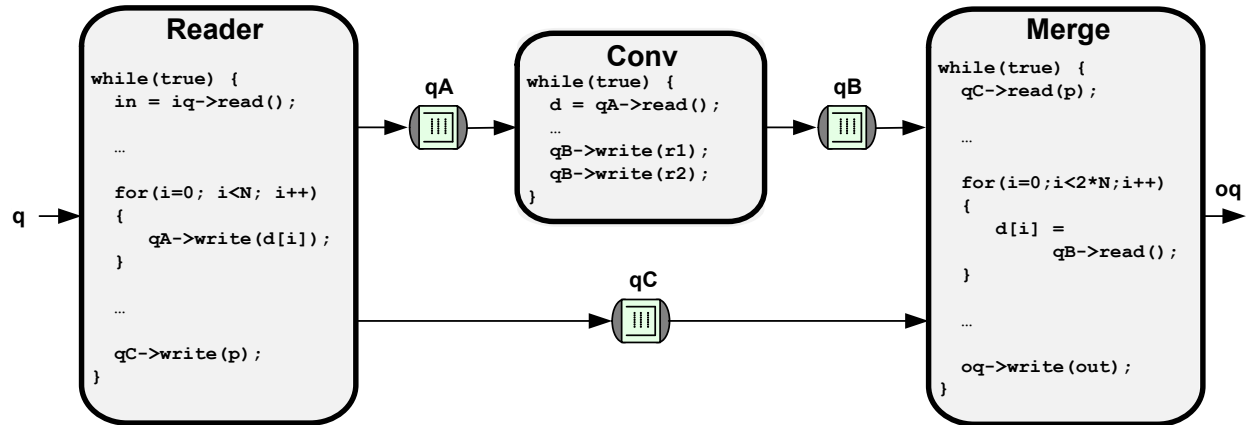 Reader
while(true) {
in = iq->read();
…
for(i=0; i<N; i++)
{
qA->write(d[i]);
}
…
qC->write(p);
}
q
qA
Conv
while(true) {
d = qA->read();
…
qB->write(r1);
qB->write(r2);
}
qB
qC
Merge
while(true) {
qC->read(p);
…
for(i=0;i<2*N;i++)
{
d[i] =
qB->read();
}
…
oq->write(out);
}
oq